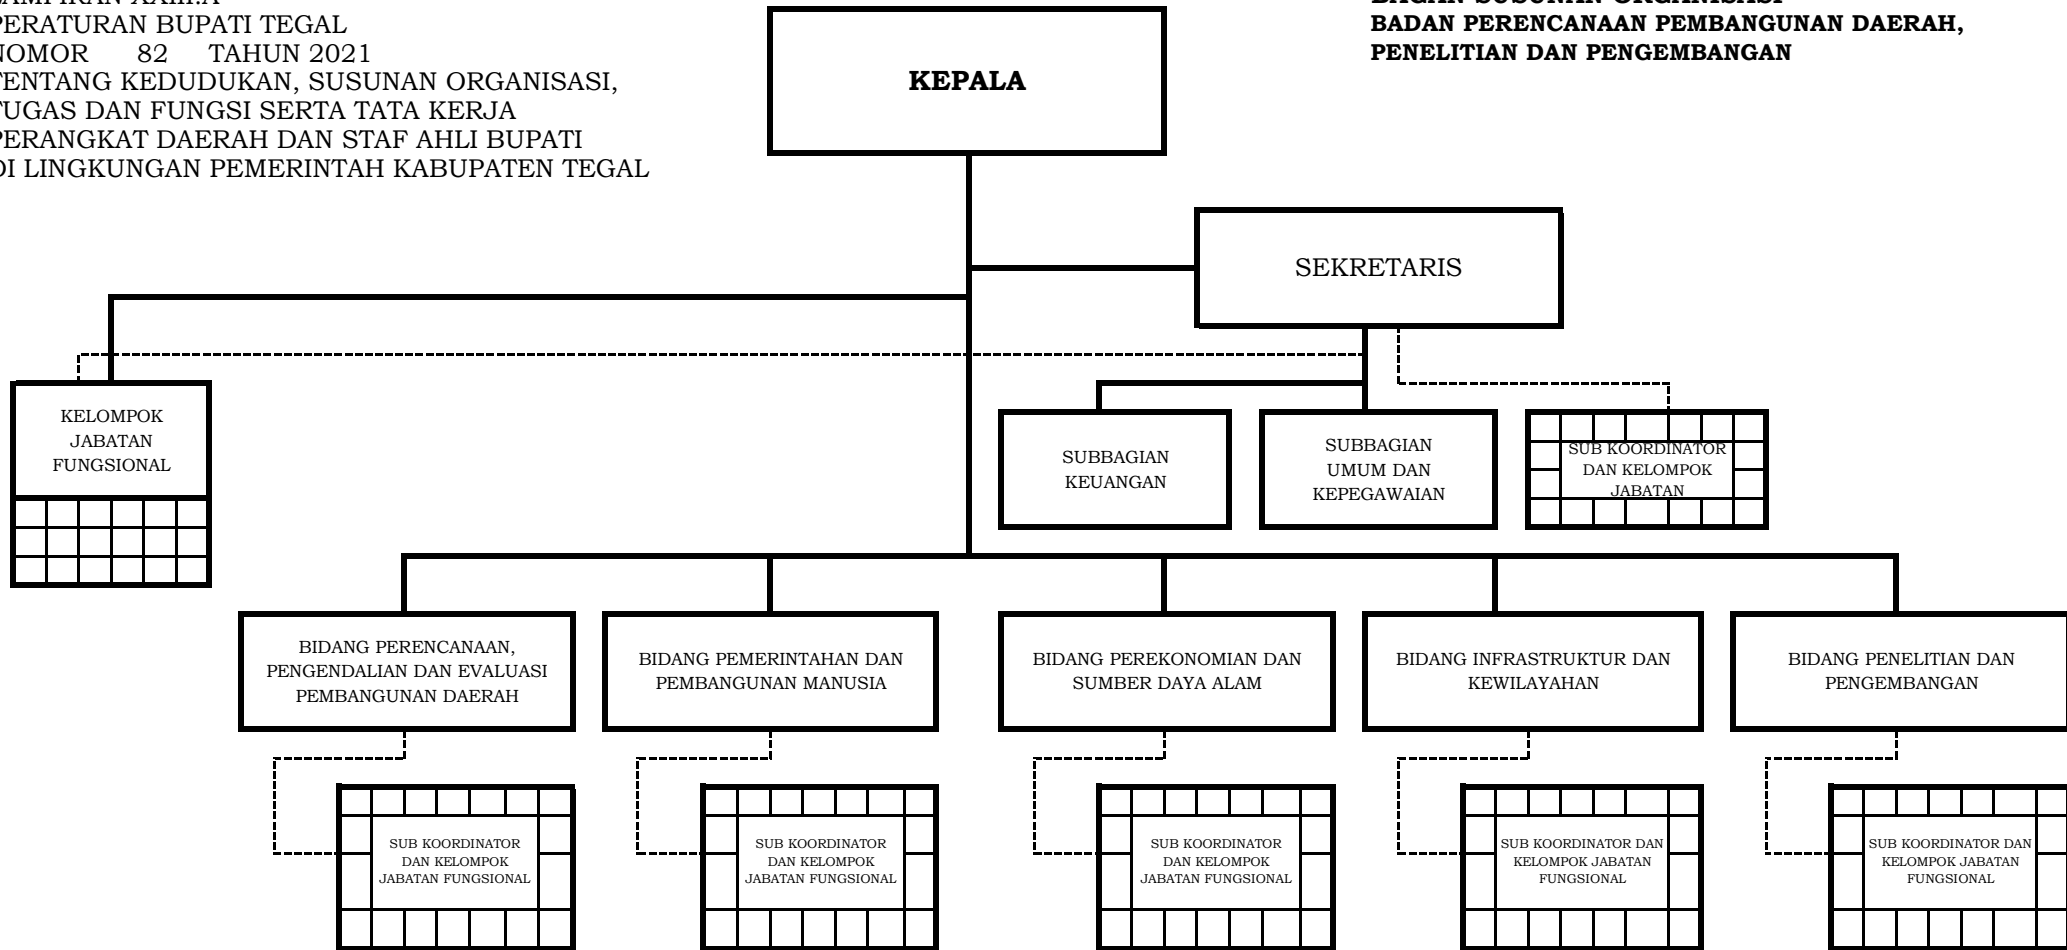 PERATURAN BUPATI TEGAL
NOMOR 82 TAHUN 2021
TENTANG KEDUDUKAN, SUSUNAN ORGANISASI,
TUGAS DAN FUNGSI SERTA TATA KERJA
PERANGKAT DAERAH DAN STAF AHLI BUPATI
DI LINGKUNGAN PEMERINTAH KABUPATEN TEGAL
BAGAN SUSUNAN ORGANISASI
BADAN PERENCANAAN PEMBANGUNAN DAERAH,
PENELITIAN DAN PENGEMBANGAN
KEPALA
SEKRETARIS
KELOMPOK
JABATAN
FUNGSIONAL
SUBBAGIAN
KEUANGAN
SUBBAGIAN
UMUM DAN
KEPEGAWAIAN
SUB KOORDINATOR
DAN KELOMPOK
JABATAN
BIDANG PERENCANAAN,
PENGENDALIAN DAN EVALUASI
PEMBANGUNAN DAERAH
BIDANG PEMERINTAHAN DAN
PEMBANGUNAN MANUSIA
BIDANG PEREKONOMIAN DAN
SUMBER DAYA ALAM
BIDANG INFRASTRUKTUR DAN
KEWILAYAHAN
BIDANG PENELITIAN DAN
PENGEMBANGAN
SUB KOORDINATOR
DAN KELOMPOK
JABATAN FUNGSIONAL
SUB KOORDINATOR
DAN KELOMPOK
JABATAN FUNGSIONAL
SUB KOORDINATOR
DAN KELOMPOK
JABATAN FUNGSIONAL
SUB KOORDINATOR DAN
KELOMPOK JABATAN
FUNGSIONAL
SUB KOORDINATOR DAN
KELOMPOK JABATAN
FUNGSIONAL